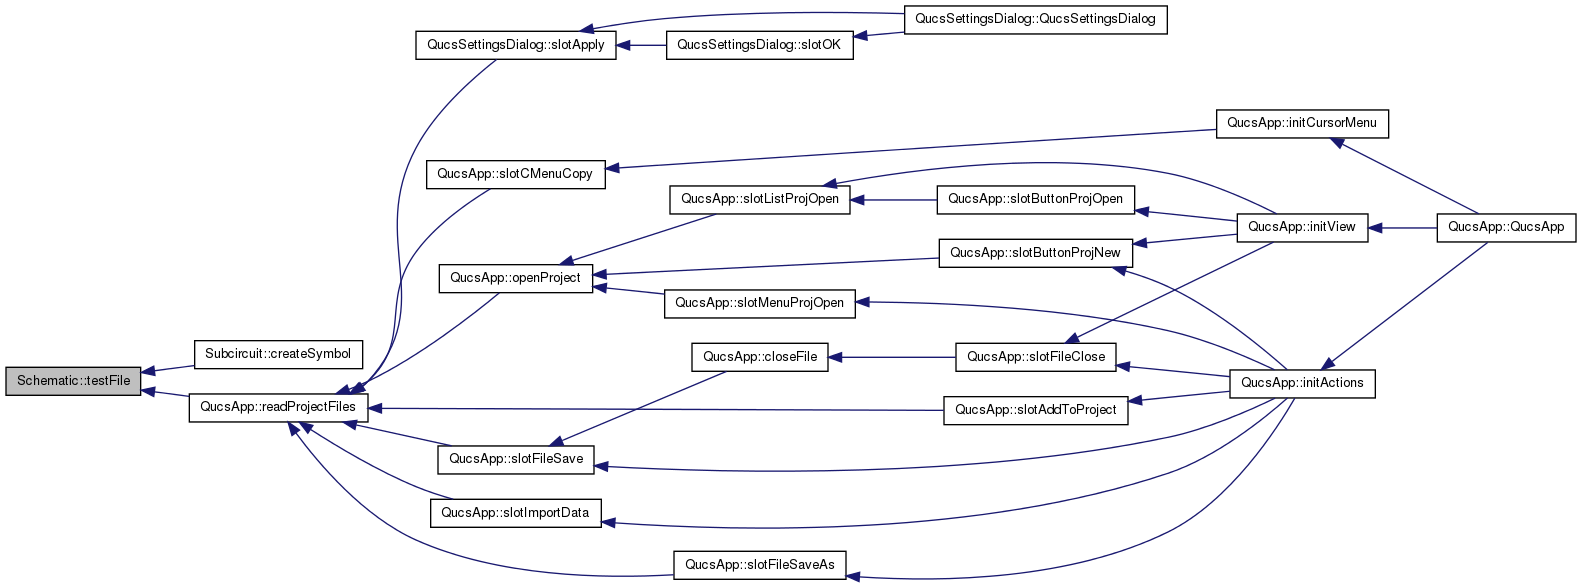 QucsSettingsDialog::QucsSettingsDialog
QucsSettingsDialog::slotApply
QucsSettingsDialog::slotOK
QucsApp::initCursorMenu
QucsApp::slotCMenuCopy
QucsApp::slotListProjOpen
QucsApp::slotButtonProjOpen
QucsApp::initView
QucsApp::QucsApp
QucsApp::slotButtonProjNew
QucsApp::openProject
QucsApp::slotMenuProjOpen
Subcircuit::createSymbol
QucsApp::closeFile
QucsApp::slotFileClose
Schematic::testFile
QucsApp::initActions
QucsApp::readProjectFiles
QucsApp::slotAddToProject
QucsApp::slotFileSave
QucsApp::slotImportData
QucsApp::slotFileSaveAs